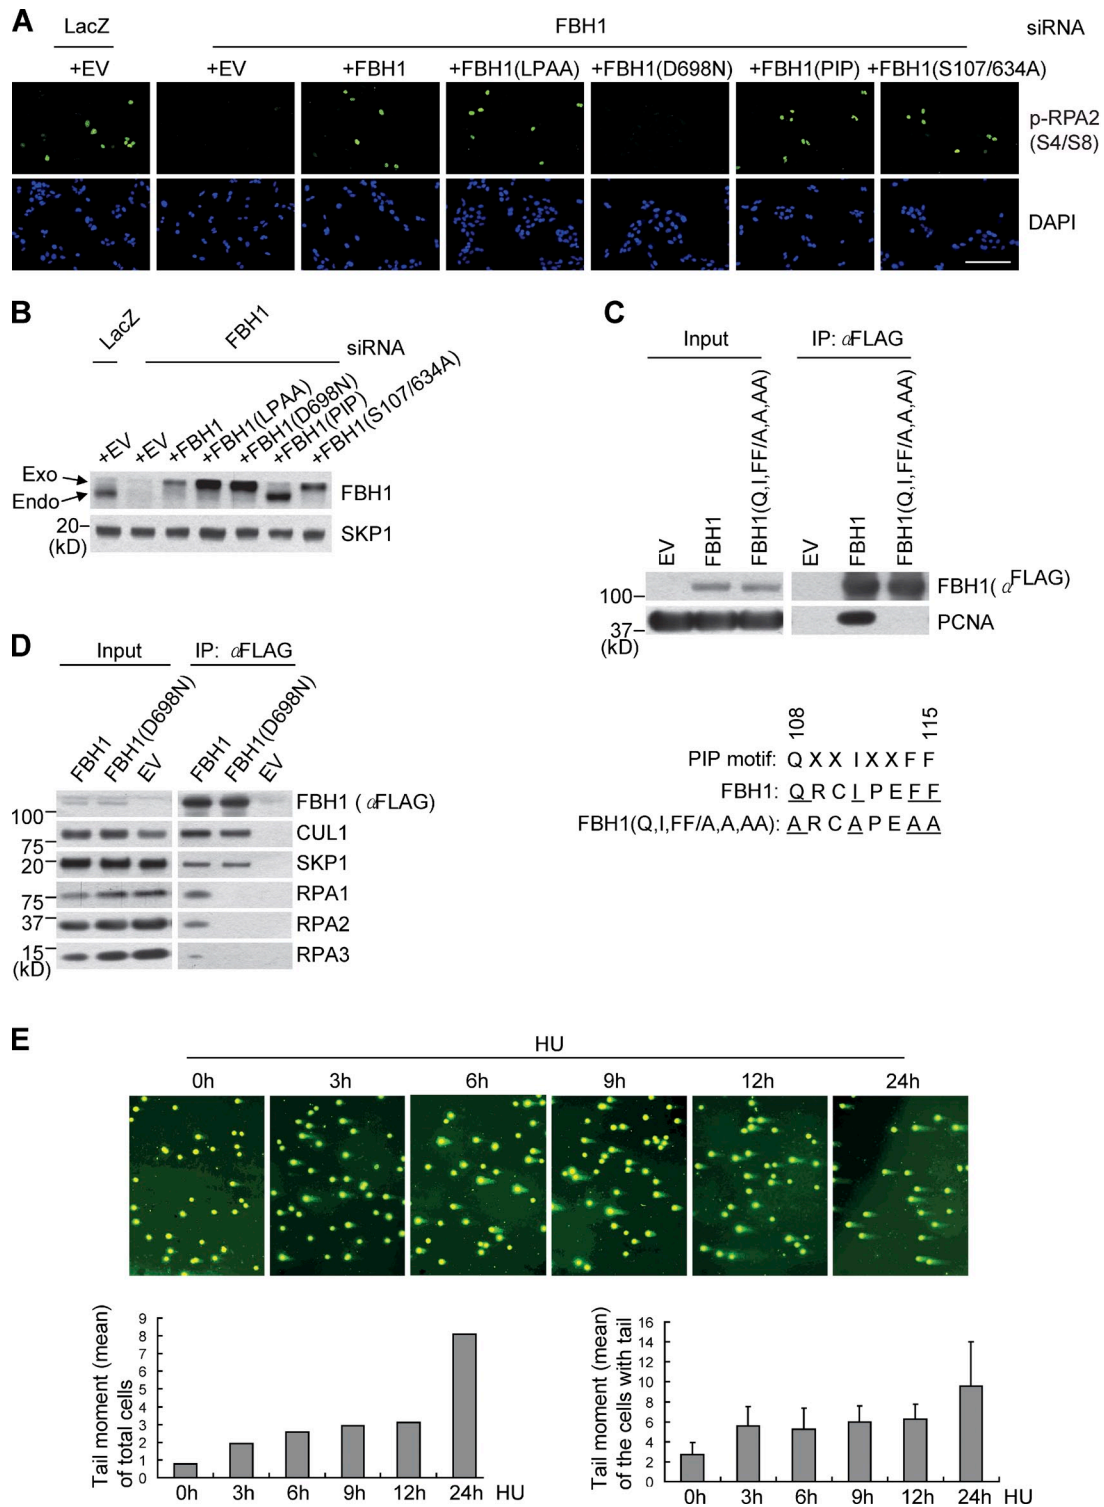 A
LacZ FBH1 siRNA
+EV +EV +FBH1 +FBH1(LPAA) +FBH1(D698N) +FBH1(PIP) +FBH1(S107/634A)
p-RPA2
(S4/S8)
DAPI
B
LacZ FBH1 siRNA
+EV +EV +FBH1 +FBH1(LPAA) +FBH1(D698N) +FBH1(PIP) +FBH1(S107/634A)
Exo
Endo
FBH1
20
(kD)
SKP1
C
Input IP: αFLAG
EV FBH1 FBH1(Q,I,FF/A,A,AA) EV FBH1 FBH1(Q,I,FF/A,A,AA)
100 FBH1(αFLAG)
37 PCNA
(kD)
108 115
PIP motif: Q X X I X X F F
FBH1: Q R C I P E F F
FBH1(Q,I,FF/A,A,AA): A R C A P E A A
D
Input IP: αFLAG
FBH1 FBH1(D698N) EV FBH1 FBH1(D698N) EV
100 FBH1 (αFLAG)
75 CUL1
20 SKP1
75 RPA1
37 RPA2
15 RPA3
(kD)
E
HU
0h 3h 6h 9h 12h 24h
Tail moment (mean)
of total cells
9
8
7
6
5
4
3
2
1
0
0h 3h 6h 9h 12h 24h HU
Tail moment (mean)
of the cells with tail
16
14
12
10
8
6
4
2
0
0h 3h 6h 9h 12h 24h HU